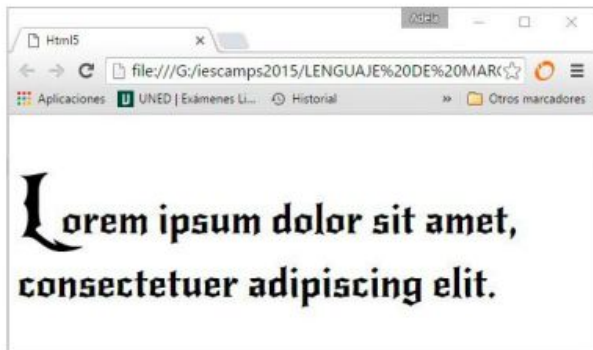 Adela
Html5
file:///G:/iescamps2015/LENGUAJE%20DE%20MAR
Aplicaciones UNED | Exámenes Li... Historial » Otros marcadores
Lorem ipsum dolor sit amet,
consectetuer adipiscing elit.